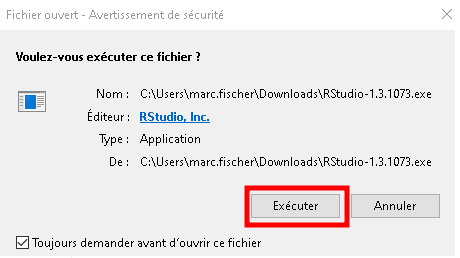 Fichier ouvert - Avertissement de sécurité
Voulez-vous exécuter ce fichier ?
Nom : C:\Users\marc.fischer\Downloads\RStudio-1.3.1073.exe
Éditeur : RStudio, Inc.
Type : Application
De : C:\Users\marc.fischer\Downloads\RStudio-1.3.1073.exe
Exécuter Annuler
Toujours demander avant d'ouvrir ce fichier